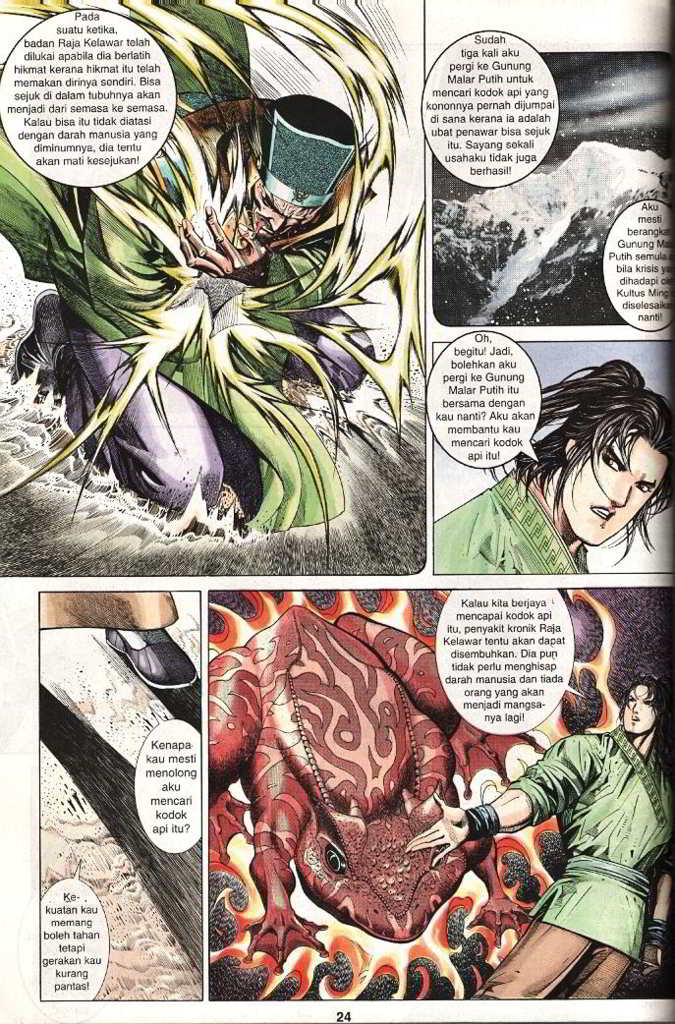 Pada
suatu ketika,
badan Raja Kelawar telah
dilukai apabila dia berlatih
hikmat kerana hikmat itu telah
memakan dirinya sendiri. Bisa
sejuk di dalam tubuhnya akan
menjadi dari semasa ke semasa.
Kalau bisa itu tidak diatasi
dengan darah manusia yang
diminumnya, dia tentu
akan mati kesejukan!
Sudah
tiga kali aku
pergi ke Gunung
Malar Putih untuk
mencari kodok api yang
kononnya pernah dijumpai
di sana kerana ia adalah
ubat penawar bisa sejuk
itu. Sayang sekali
usahaku tidak juga
berhasil!
Aku
mesti
berangkat
Gunung Mal
Putih semula
bila krisis ya
dihadapi
Kultus Ming
diselesaikan
nanti!
Oh,
begitu! Jadi,
bolehkan aku
pergi ke Gunung
Malar Putih itu
bersama dengan
kau nanti? Aku akan
membantu kau
mencari kodok
api itu!
Kenapa
kau mesti
menolong
aku
mencari
kodok
api itu?
Ke-
kuatan kau
memang
boleh tahan
tetapi
gerakan kau
kurang
pantas!
Kalau kita berjaya
mencapai kodok api
itu, penyakit kronik Raja
Kelawar tentu akan dapat
disembuhkan. Dia pun
tidak perlu menghisap
darah manusia dan tiada
orang yang akan
menjadi mangsa-
nya lagi!
24